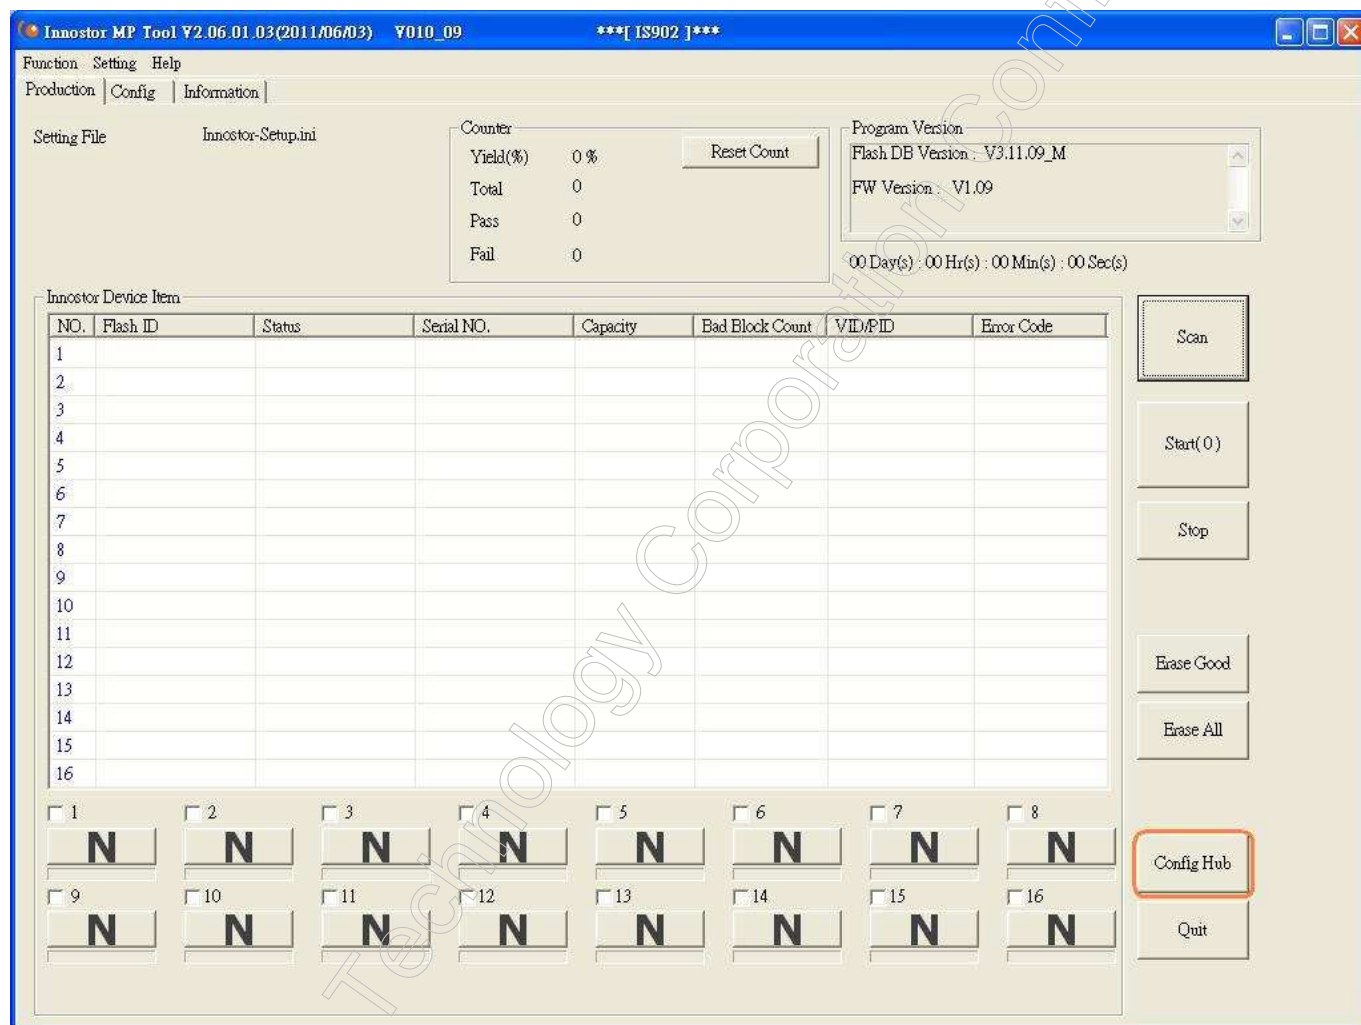 Innostor MP Tool V2.06.01.03(2011/06/03) V010_09 ***[ IS902 ]***
Function Setting Help
Production Config Information
Setting File Innostor-Setup.ini
Counter
Yield(%) 0 %
Reset Count
Total 0
Pass 0
Fail 0
Program Version
Flash DB Version : V3.11.09_M
FW Version : V1.09
00 Day(s) : 00 Hr(s) : 00 Min(s) : 00 Sec(s)
Innostor Device Item
NO. Flash ID Status Serial NO. Capacity Bad Block Count VID/PID Error Code
1
2
3
4
5
6
7
8
9
10
11
12
13
14
15
16
Scan
Start( 0 )
Stop
Erase Good
Erase All
Config Hub
Quit
1 2 3 4 5 6 7 8
N N N N N N N N
9 10 11 12 13 14 15 16
N N N N N N N N
Technology Corporation